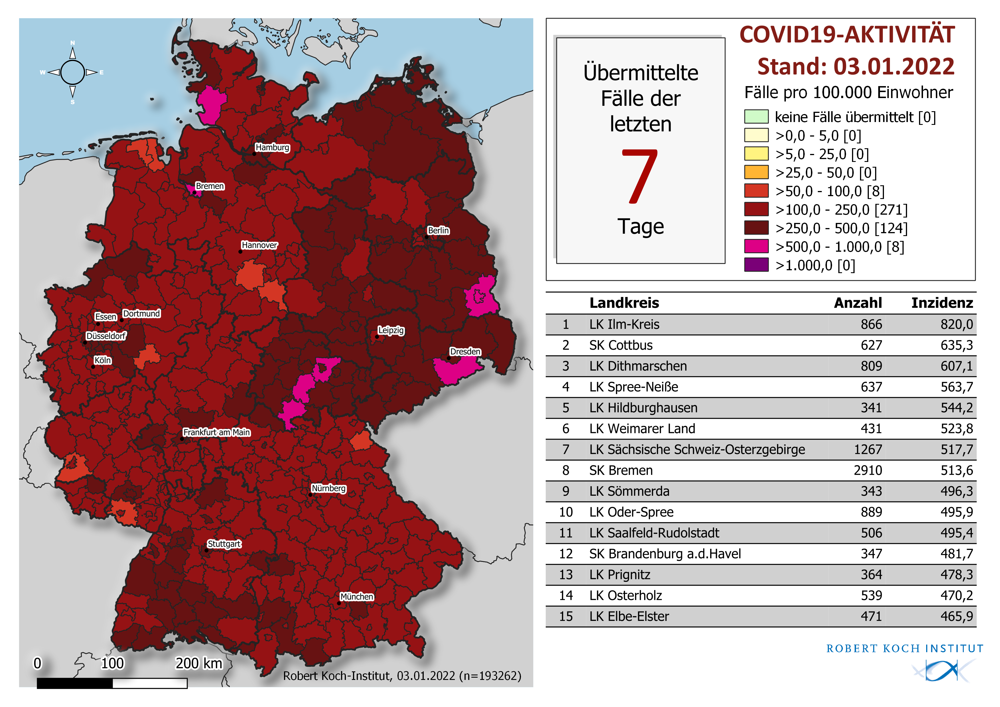 N
W E
S
Hamburg
Bremen
Berlin
Hannover
Essen
Dortmund
Düsseldorf
Köln
Leipzig
Dresden
Frankfurt am Main
Nürnberg
Stuttgart
München
0 100 200 km
Robert Koch-Institut, 03.01.2022 (n=193262)
Übermittelte
Fälle der
letzten
7
Tage
COVID19-AKTIVITÄT
Stand: 03.01.2022
Fälle pro 100.000 Einwohner
keine Fälle übermittelt [0]
>0,0 - 5,0 [0]
>5,0 - 25,0 [0]
>25,0 - 50,0 [0]
>50,0 - 100,0 [8]
>100,0 - 250,0 [271]
>250,0 - 500,0 [124]
>500,0 - 1.000,0 [8]
>1.000,0 [0]
Landkreis Anzahl Inzidenz
1 LK Ilm-Kreis 866 820,0
2 SK Cottbus 627 635,3
3 LK Dithmarschen 809 607,1
4 LK Spree-Neiße 637 563,7
5 LK Hildburghausen 341 544,2
6 LK Weimarer Land 431 523,8
7 LK Sächsische Schweiz-Osterzgebirge 1267 517,7
8 SK Bremen 2910 513,6
9 LK Sömmerda 343 496,3
10 LK Oder-Spree 889 495,9
11 LK Saalfeld-Rudolstadt 506 495,4
12 SK Brandenburg a.d.Havel 347 481,7
13 LK Prignitz 364 478,3
14 LK Osterholz 539 470,2
15 LK Elbe-Elster 471 465,9
ROBERT KOCH INSTITUT